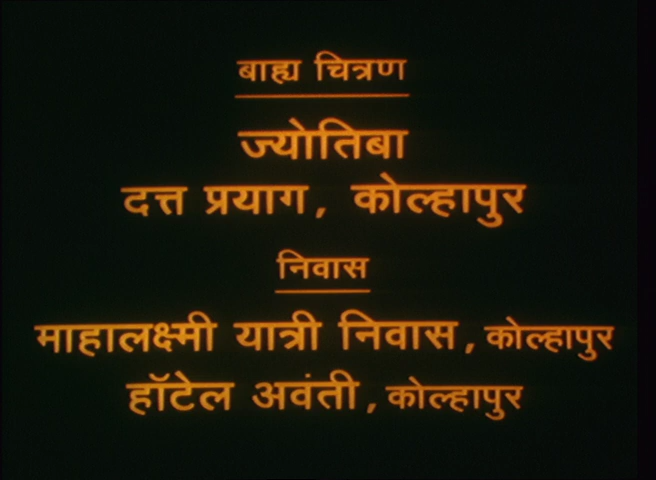 बाह्य चित्रण
ज्योतिबा
दत्त प्रयाग, कोल्हापुर
निवास
माहालक्ष्मी यात्री निवास, कोल्हापुर
हॉटेल अवंती, कोल्हापुर